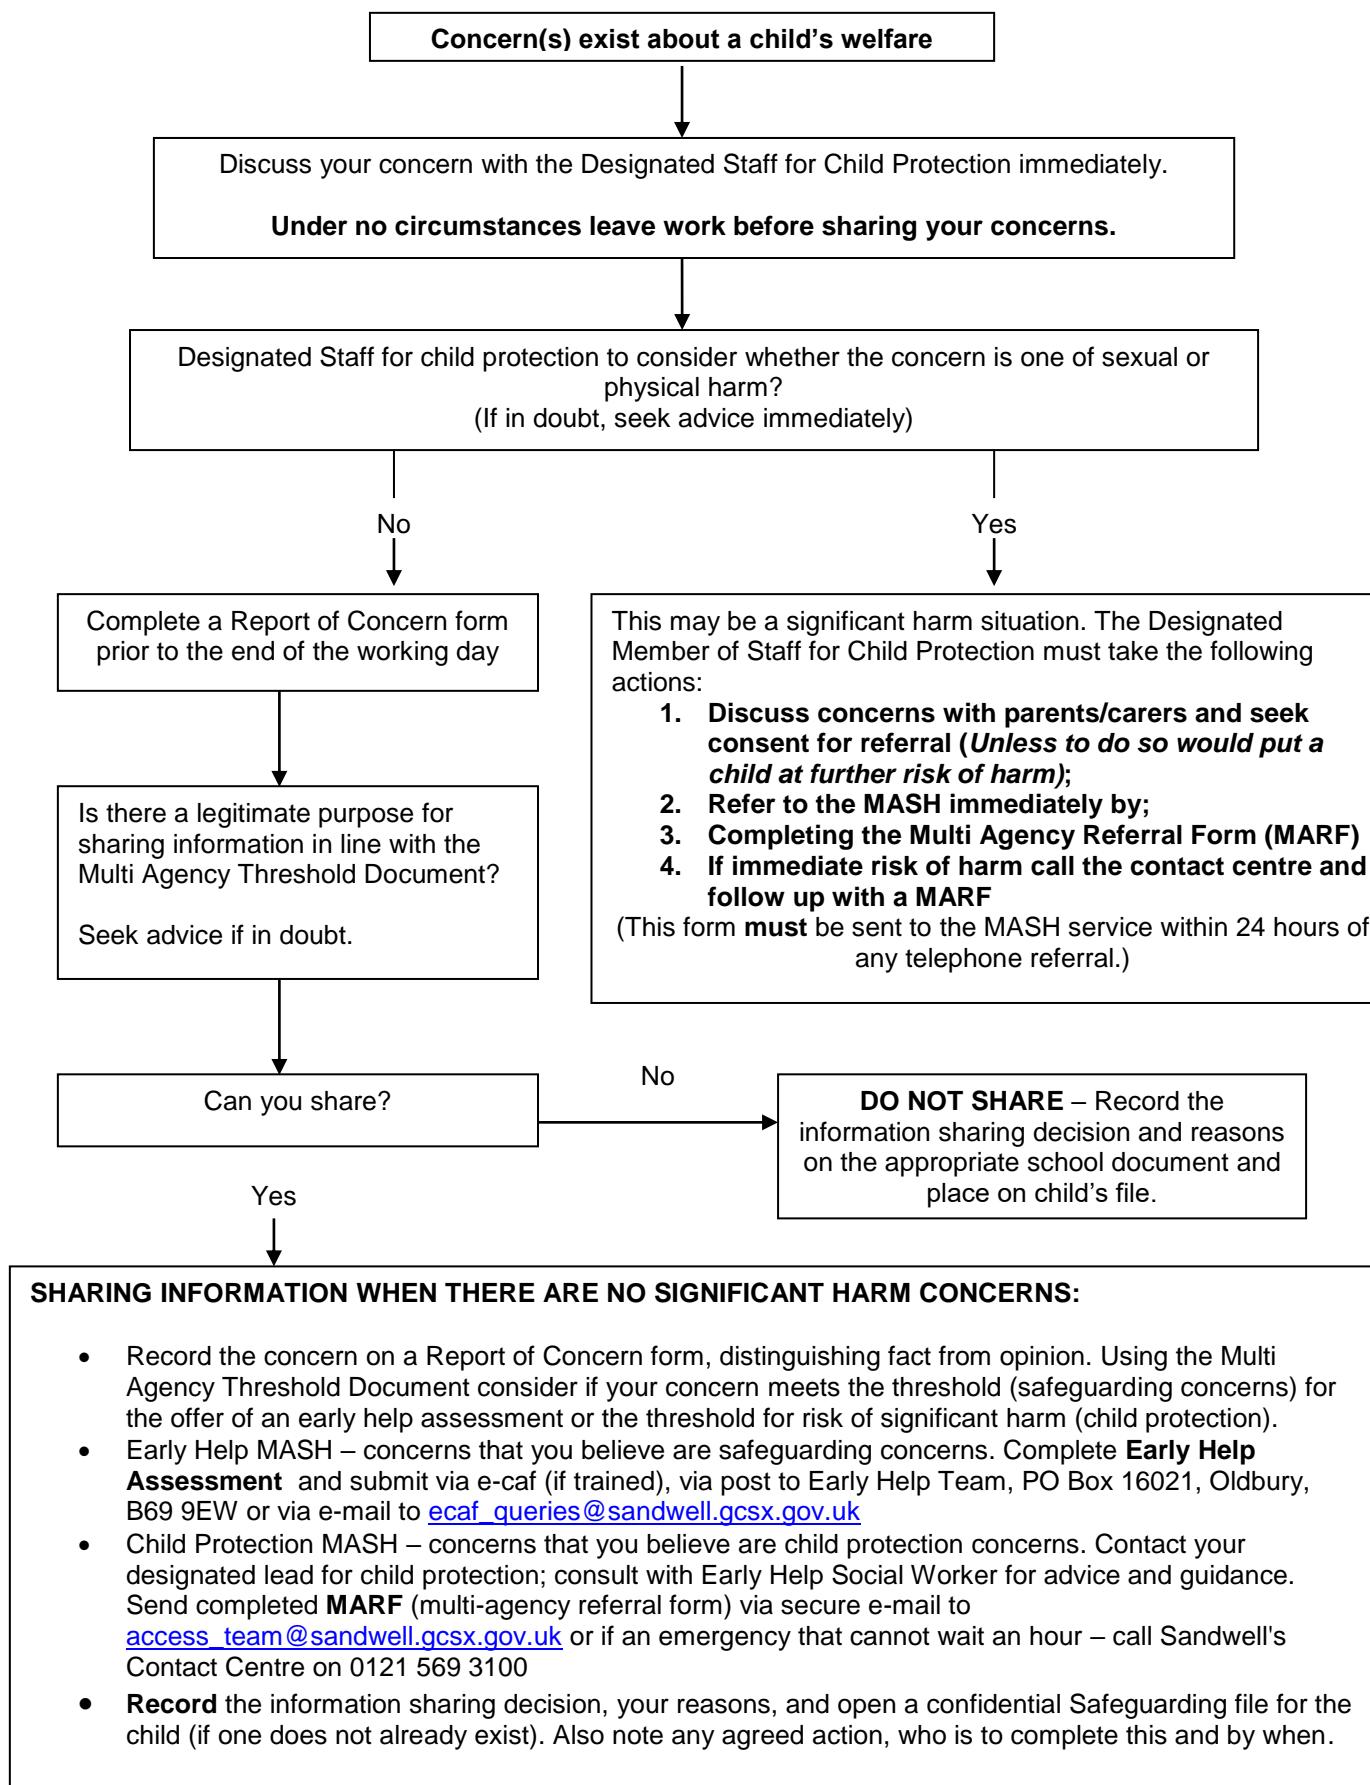 Concern(s) exist about a child's welfare
Discuss your concern with the Designated Staff for Child Protection immediately.
Under no circumstances leave work before sharing your concerns.
Designated Staff for child protection to consider whether the concern is one of sexual or
physical harm?
(If in doubt, seek advice immediately)
No
Yes
Complete a Report of Concern form
prior to the end of the working day
This may be a significant harm situation. The Designated
Member of Staff for Child Protection must take the following
actions:
1. Discuss concerns with parents/carers and seek
consent for referral (Unless to do so would put a
child at further risk of harm);
2. Refer to the MASH immediately by;
3. Completing the Multi Agency Referral Form (MARF)
4. If immediate risk of harm call the contact centre and
follow up with a MARF
(This form must be sent to the MASH service within 24 hours of
any telephone referral.)
Is there a legitimate purpose for
sharing information in line with the
Multi Agency Threshold Document?
Seek advice if in doubt.
Can you share?
No
DO NOT SHARE – Record the
information sharing decision and reasons
on the appropriate school document and
place on child's file.
Yes
SHARING INFORMATION WHEN THERE ARE NO SIGNIFICANT HARM CONCERNS:
• Record the concern on a Report of Concern form, distinguishing fact from opinion. Using the Multi
Agency Threshold Document consider if your concern meets the threshold (safeguarding concerns) for
the offer of an early help assessment or the threshold for risk of significant harm (child protection).
• Early Help MASH – concerns that you believe are safeguarding concerns. Complete Early Help
Assessment and submit via e-caf (if trained), via post to Early Help Team, PO Box 16021, Oldbury,
B69 9EW or via e-mail to ecaf_queries@sandwell.gcsx.gov.uk
• Child Protection MASH – concerns that you believe are child protection concerns. Contact your
designated lead for child protection; consult with Early Help Social Worker for advice and guidance.
Send completed MARF (multi-agency referral form) via secure e-mail to
access_team@sandwell.gcsx.gov.uk or if an emergency that cannot wait an hour – call Sandwell's
Contact Centre on 0121 569 3100
• Record the information sharing decision, your reasons, and open a confidential Safeguarding file for the
child (if one does not already exist). Also note any agreed action, who is to complete this and by when.